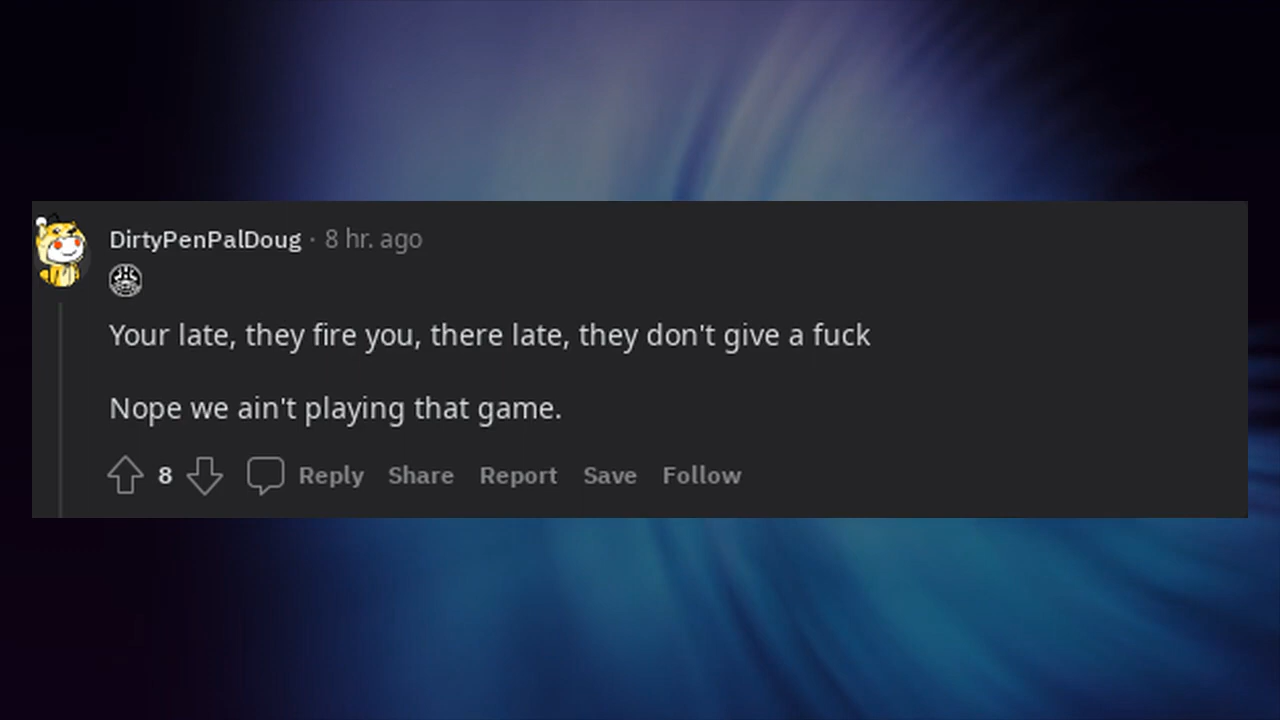 DirtyPenPalDoug · 8 hr. ago
Your late, they fire you, there late, they don't give a fuck
Nope we ain't playing that game.
8 Reply Share Report Save Follow